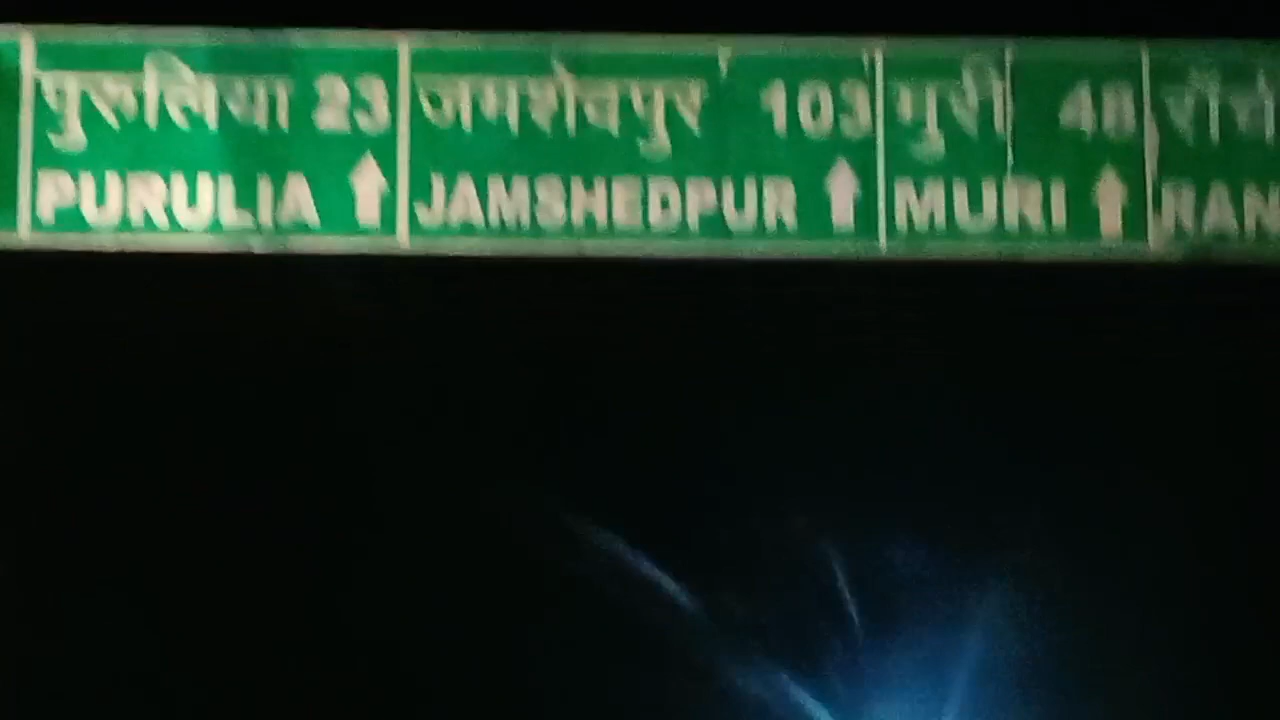 पुरुलिया 23
PURULIA ↑
जमशेदपुर 103
JAMSHEDPUR ↑
मुरी 48
MURI ↑